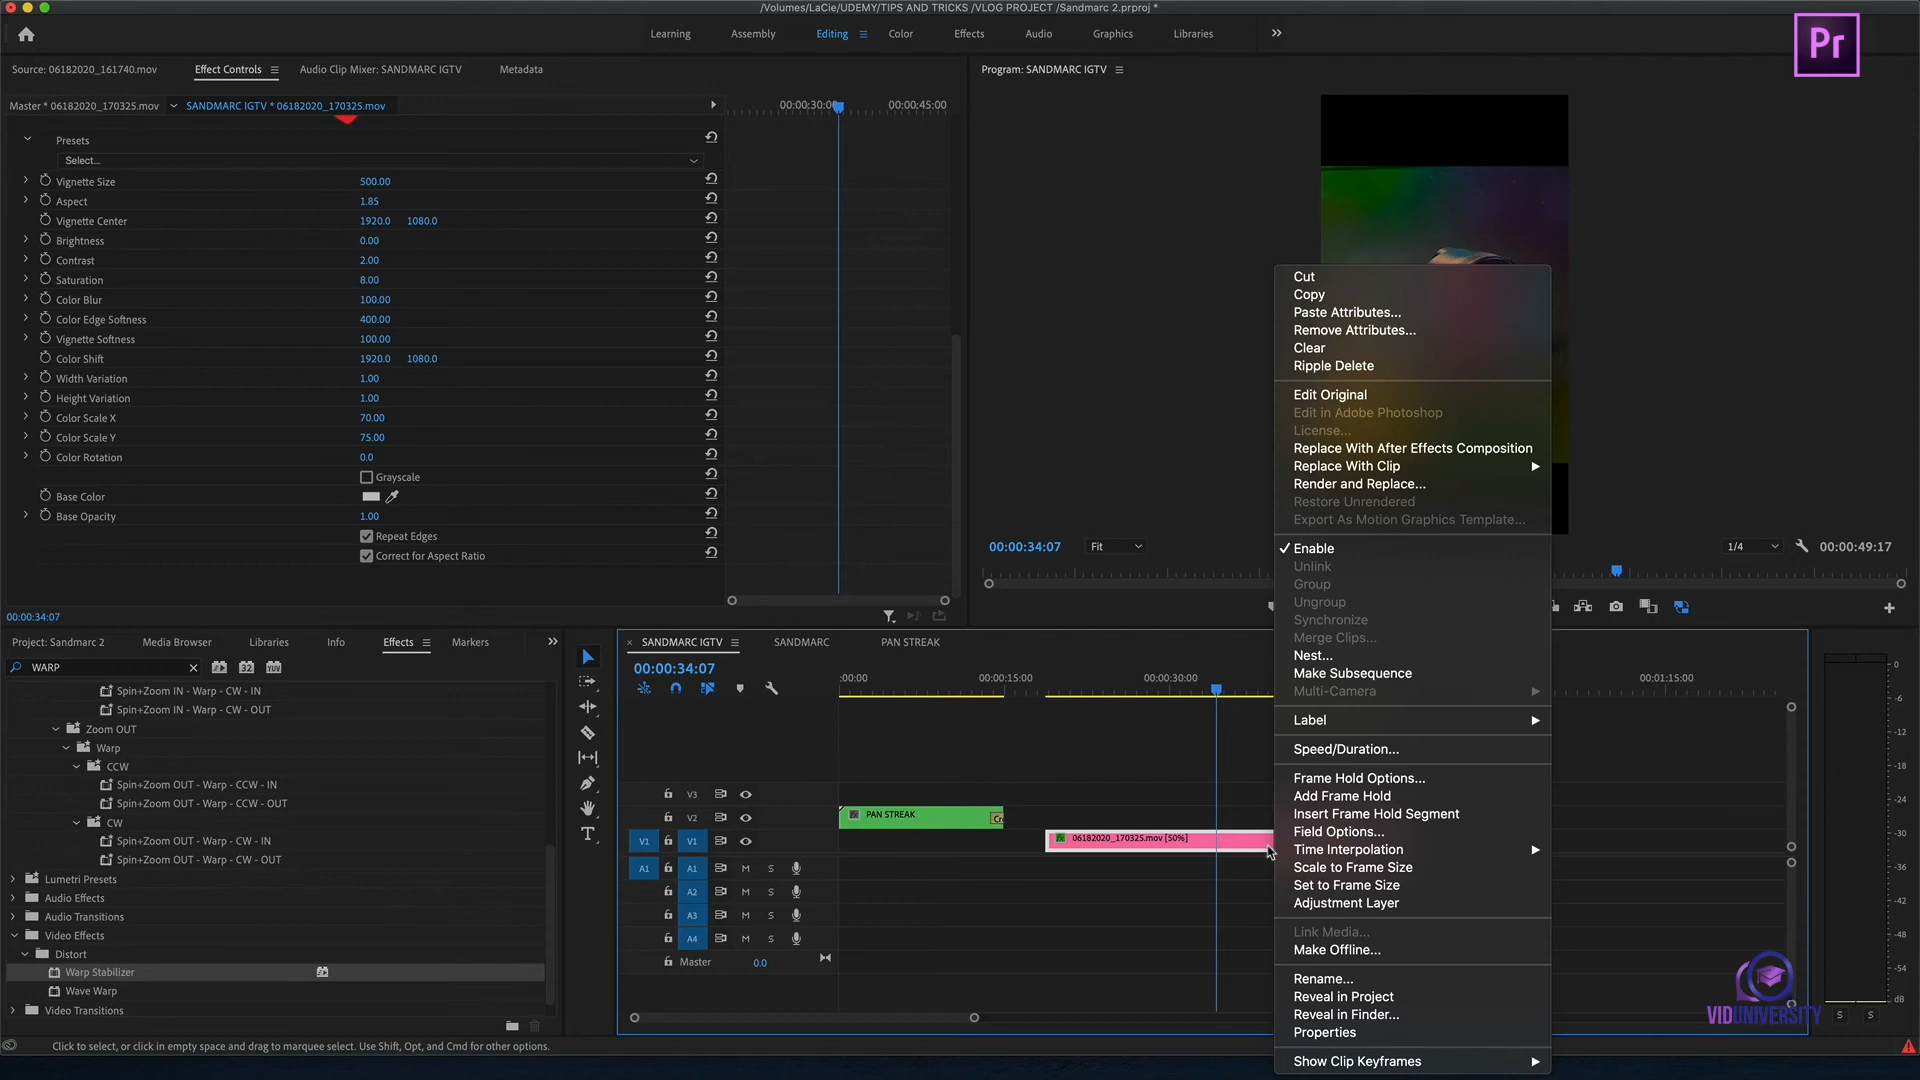 /Volumes/LaCie/UDEMY/TIPS AND TRICKS /VLOG PROJECT /Sandmarc 2.prproj *
Learning Assembly Editing Color Effects Audio Graphics Libraries
Pr
Source: 06182020_161740.mov Effect Controls Audio Clip Mixer: SANDMARC IGTV Metadata
Program: SANDMARC IGTV
Master * 06182020_170325.mov SANDMARC IGTV * 06182020_170325.mov
00:00:30:00 00:00:45:00
Presets
Select...
Vignette Size 500.00
Aspect 1.85
Vignette Center 1920.0 1080.0
Brightness 0.00
Contrast 2.00
Saturation 8.00
Color Blur 100.00
Color Edge Softness 400.00
Vignette Softness 100.00
Color Shift 1920.0 1080.0
Width Variation 1.00
Height Variation 1.00
Color Scale X 70.00
Color Scale Y 75.00
Color Rotation 0.0
Grayscale
Base Color
Base Opacity 1.00
Repeat Edges
Correct for Aspect Ratio
00:00:34:07
00:00:34:07 Fit 1/4 00:00:49:17
Cut
Copy
Paste Attributes...
Remove Attributes...
Clear
Ripple Delete
Edit Original
Edit in Adobe Photoshop
License...
Replace With After Effects Composition
Replace With Clip
Render and Replace...
Restore Unrendered
Export As Motion Graphics Template...
Enable
Unlink
Group
Ungroup
Synchronize
Merge Clips...
Nest...
Make Subsequence
Multi-Camera
Label
Speed/Duration...
Frame Hold Options...
Add Frame Hold
Insert Frame Hold Segment
Field Options...
Time Interpolation
Scale to Frame Size
Set to Frame Size
Adjustment Layer
Link Media...
Make Offline...
Rename...
Reveal in Project
Reveal in Finder...
Properties
Show Clip Keyframes
Project: Sandmarc 2 Media Browser Libraries Info Effects Markers
WARP
32 YUV
Spin+Zoom IN - Warp - CW - IN
Spin+Zoom IN - Warp - CW - OUT
Zoom OUT
Warp
CCW
Spin+Zoom OUT - Warp - CCW - IN
Spin+Zoom OUT - Warp - CCW - OUT
CW
Spin+Zoom OUT - Warp - CW - IN
Spin+Zoom OUT - Warp - CW - OUT
Lumetri Presets
Audio Effects
Audio Transitions
Video Effects
Distort
Warp Stabilizer
Wave Warp
Video Transitions
SANDMARC IGTV SANDMARC PAN STREAK
00:00:34:07
:00:00 00:00:15:00 00:00:30:00 00:01:15:00
V3
V2 fx PAN STREAK Cr
V1 V1 fx 06182020_170325.mov [50%]
A1 A1 M S
A2 M S
A3 M S
A4 M S
Master 0.0
0
-6
-12
-18
-24
-30
-36
-42
-48
-54
dB
S S
VIDUNIVERSITY
Click to select, or click in empty space and drag to marquee select. Use Shift, Opt, and Cmd for other options.